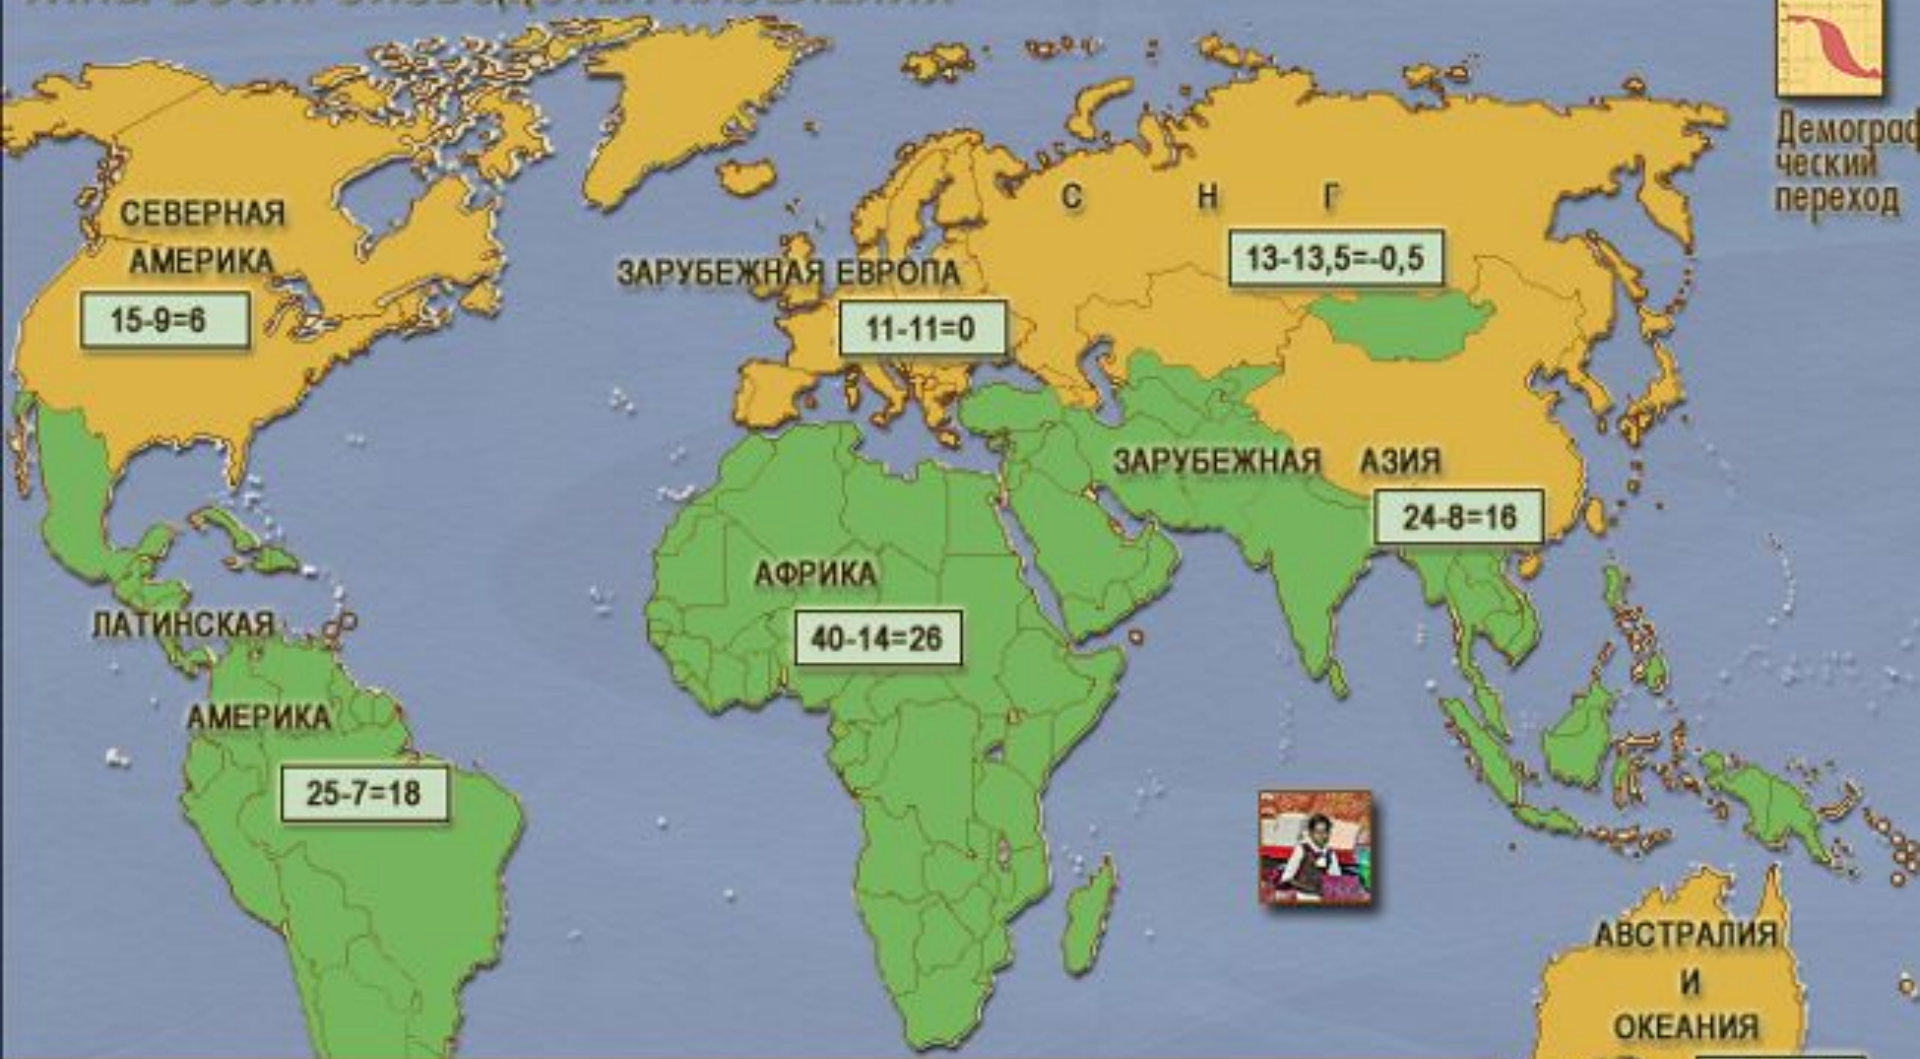 СЕВЕРНАЯ
АМЕРИКА
15-9=6
ЗАРУБЕЖНАЯ ЕВРОПА
11-11=0
С Н Г
13-13,5=-0,5
ческий
переход
ЗАРУБЕЖНАЯ АЗИЯ
24-8=16
АФРИКА
40-14=26
ЛАТИНСКАЯ
АМЕРИКА
25-7=18
АВСТРАЛИЯ
И
ОКЕАНИЯ